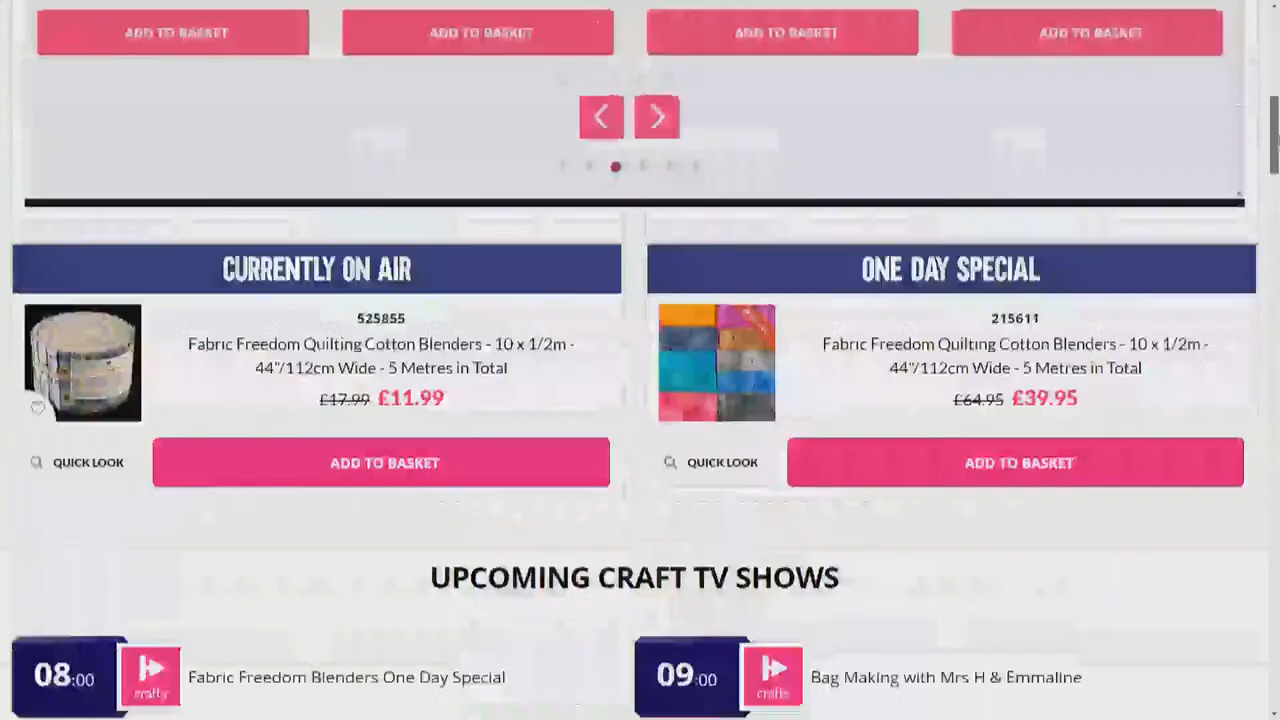 ADD TO BASKET ADD TO BASKET ADD TO BASKET ADD TO BASKET
CURRENTLY ON AIR
525855
Fabric Freedom Quilting Cotton Blenders - 10 x 1/2m -
44"/112cm Wide - 5 Metres in Total
£17.99 £11.99
QUICK LOOK
ADD TO BASKET
ONE DAY SPECIAL
215611
Fabric Freedom Quilting Cotton Blenders - 10 x 1/2m -
44"/112cm Wide - 5 Metres in Total
£64.95 £39.95
QUICK LOOK
ADD TO BASKET
UPCOMING CRAFT TV SHOWS
08:00
Fabric Freedom Blenders One Day Special
09:00
Bag Making with Mrs H & Emmaline